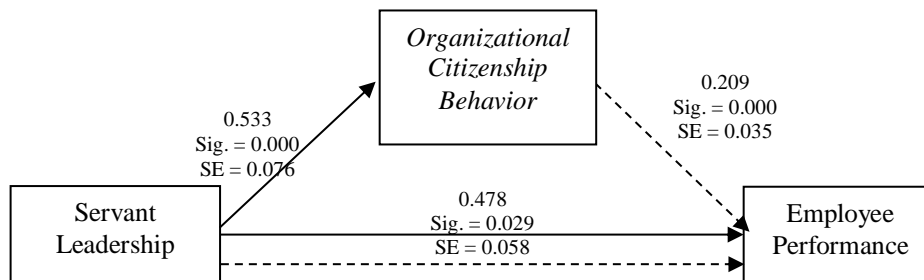 Organizational
Citizenship
Behavior
0.209
Sig. = 0.000
SE = 0.035
0.533
Sig. = 0.000
SE = 0.076
Servant
Leadership
0.478
Sig. = 0.029
SE = 0.058
Employee
Performance